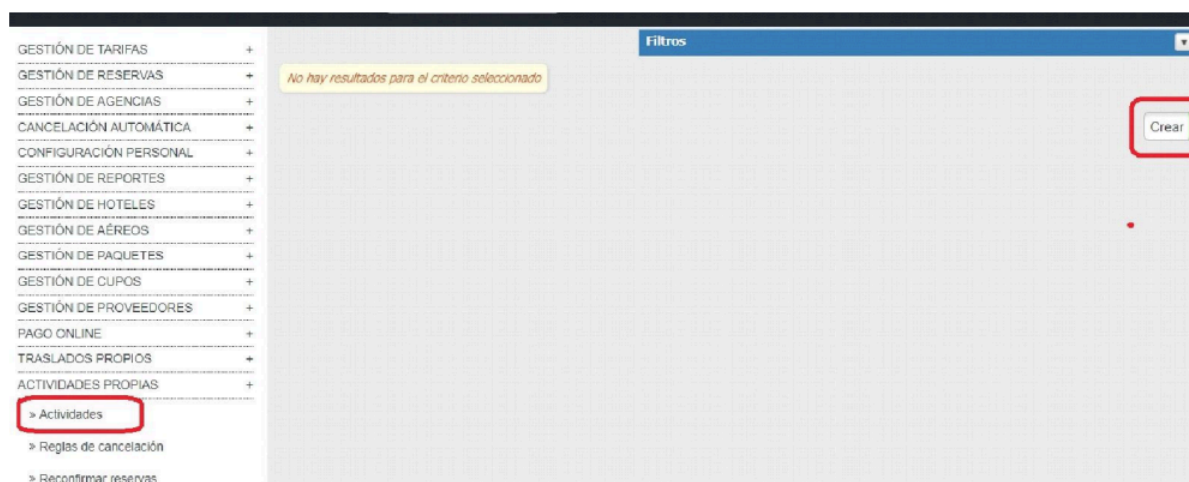 GESTIÓN DE TARIFAS +
GESTIÓN DE RESERVAS +
GESTIÓN DE AGENCIAS +
CANCELACIÓN AUTOMÁTICA +
CONFIGURACIÓN PERSONAL +
GESTIÓN DE REPORTES +
GESTIÓN DE HOTELES +
GESTIÓN DE AÉREOS +
GESTIÓN DE PAQUETES +
GESTIÓN DE CUPOS +
GESTIÓN DE PROVEEDORES +
PAGO ONLINE +
TRASLADOS PROPIOS +
ACTIVIDADES PROPIAS +
» Actividades
» Reglas de cancelación
» Reconfirmar reservas
Filtros
No hay resultados para el criterio seleccionado
Crear